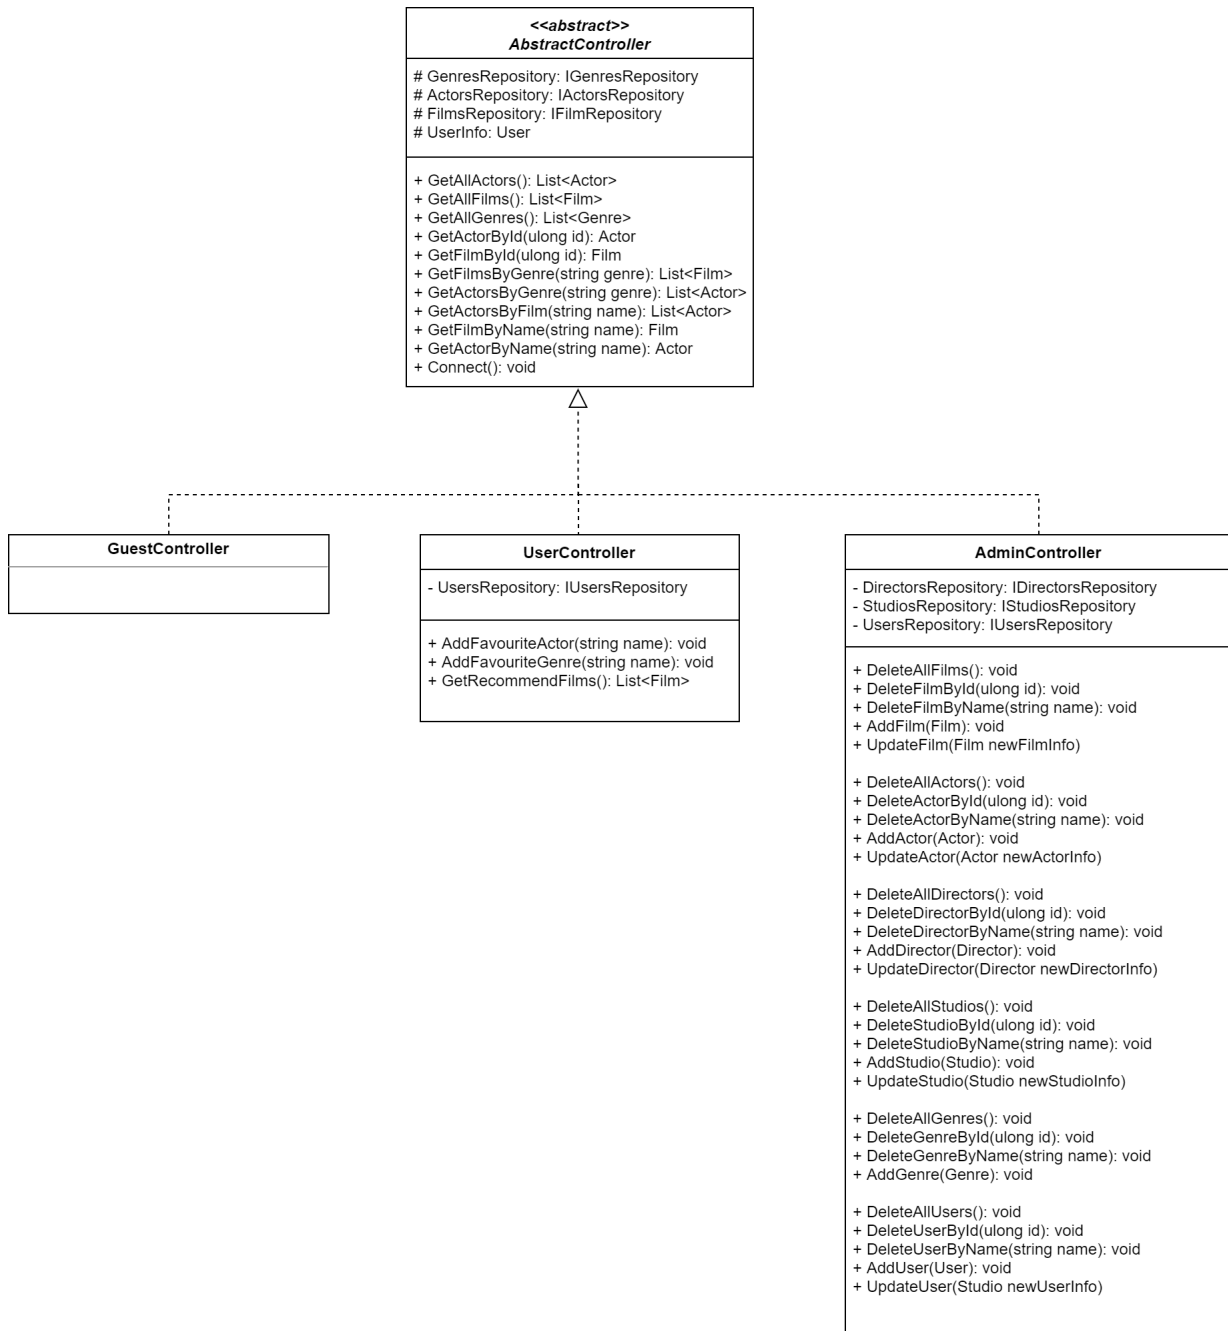 <<abstract>>
AbstractController
# GenresRepository: IGenresRepository
# ActorsRepository: IActorsRepository
# FilmsRepository: IFilmRepository
# UserInfo: User
+ GetAllActors(): List<Actor>
+ GetAllFilms(): List<Film>
+ GetAllGenres(): List<Genre>
+ GetActorById(ulong id): Actor
+ GetFilmById(ulong id): Film
+ GetFilmsByGenre(string genre): List<Film>
+ GetActorsByGenre(string genre): List<Actor>
+ GetActorsByFilm(string name): List<Actor>
+ GetFilmByName(string name): Film
+ GetActorByName(string name): Actor
+ Connect(): void
GuestController
UserController
- UsersRepository: IUsersRepository
+ AddFavouriteActor(string name): void
+ AddFavouriteGenre(string name): void
+ GetRecommendFilms(): List<Film>
AdminController
- DirectorsRepository: IDirectorsRepository
- StudiosRepository: IStudiosRepository
- UsersRepository: IUsersRepository
+ DeleteAllFilms(): void
+ DeleteFilmById(ulong id): void
+ DeleteFilmByName(string name): void
+ AddFilm(Film): void
+ UpdateFilm(Film newFilmInfo)
+ DeleteAllActors(): void
+ DeleteActorById(ulong id): void
+ DeleteActorByName(string name): void
+ AddActor(Actor): void
+ UpdateActor(Actor newActorInfo)
+ DeleteAllDirectors(): void
+ DeleteDirectorById(ulong id): void
+ DeleteDirectorByName(string name): void
+ AddDirector(Director): void
+ UpdateDirector(Director newDirectorInfo)
+ DeleteAllStudios(): void
+ DeleteStudioById(ulong id): void
+ DeleteStudioByName(string name): void
+ AddStudio(Studio): void
+ UpdateStudio(Studio newStudioInfo)
+ DeleteAllGenres(): void
+ DeleteGenreById(ulong id): void
+ DeleteGenreByName(string name): void
+ AddGenre(Genre): void
+ DeleteAllUsers(): void
+ DeleteUserById(ulong id): void
+ DeleteUserByName(string name): void
+ AddUser(User): void
+ UpdateUser(Studio newUserInfo)